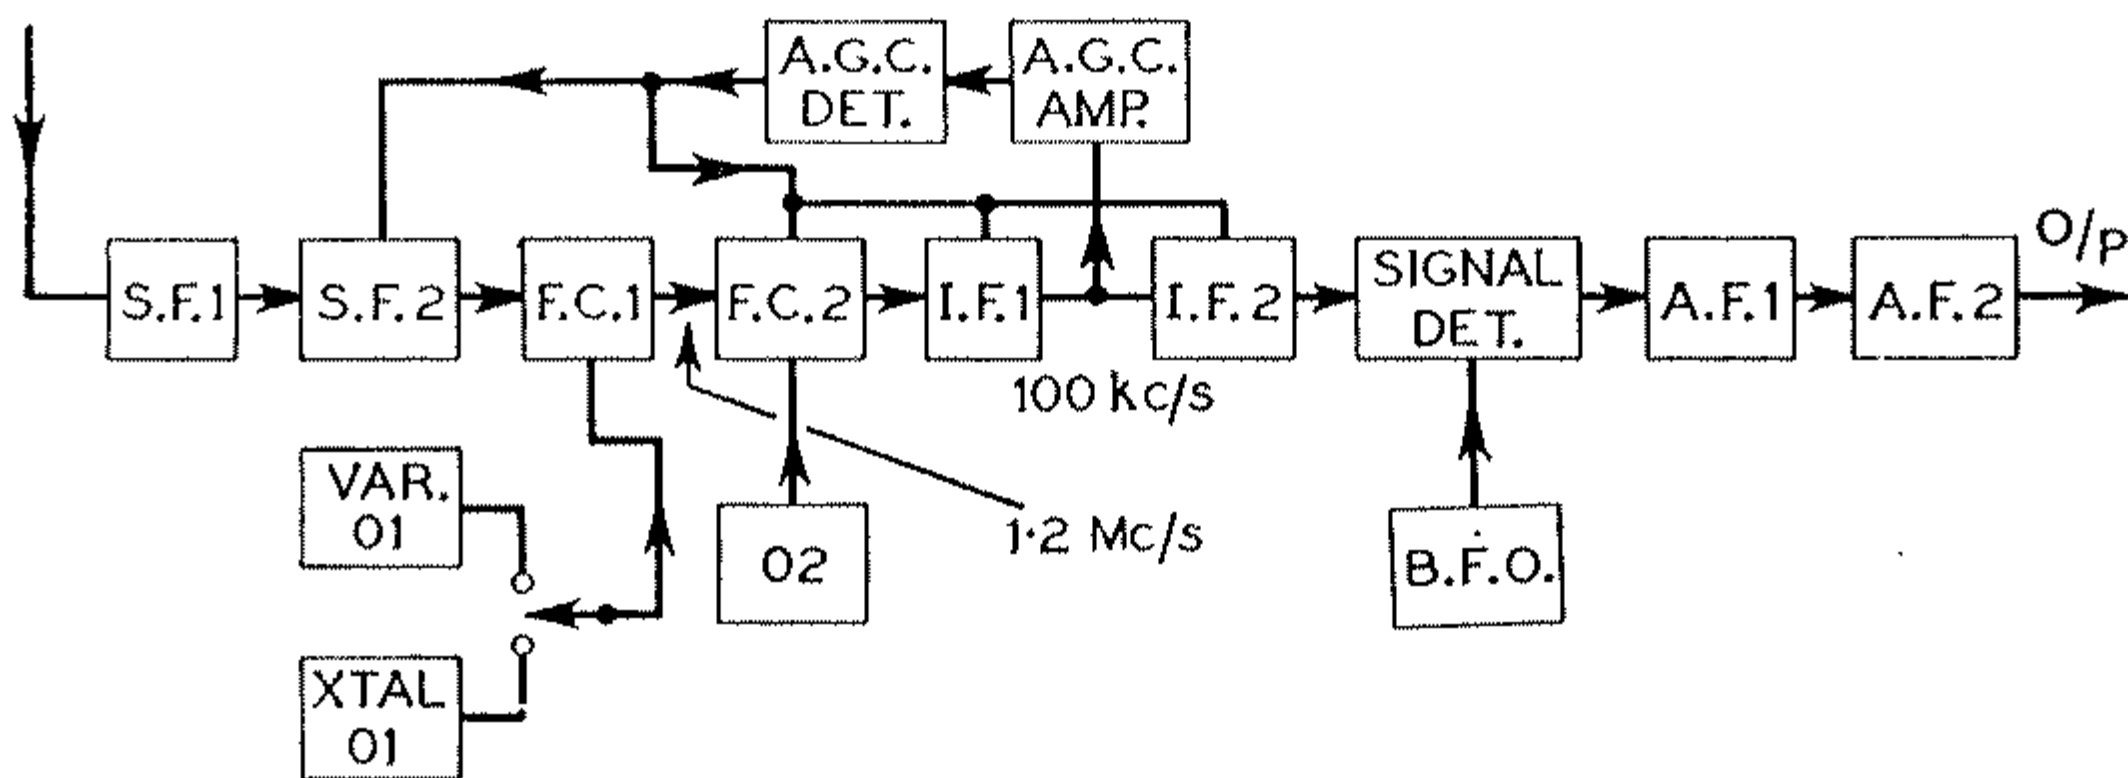 A.G.C.
DET.
A.G.C.
AMP.
S.F.1
S.F.2
F.C.1
F.C.2
I.F.1
I.F.2
SIGNAL
DET.
A.F.1
A.F.2
O/P
100 kc/s
1·2 Mc/s
VAR.
01
02
B.F.O.
XTAL
01